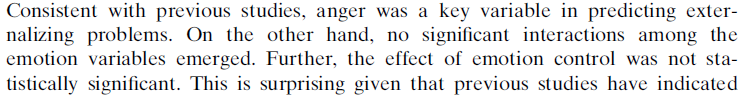 Consistent with previous studies, anger was a key variable in predicting exter-
nalizing problems. On the other hand, no significant interactions among the
emotion variables emerged. Further, the effect of emotion control was not sta-
tistically significant. This is surprising given that previous studies have indicated